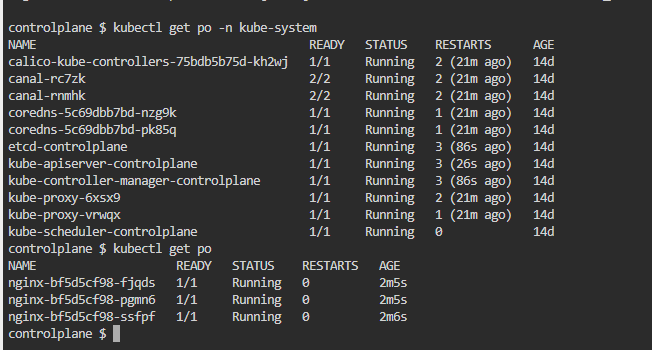 controlplane $ kubectl get po -n kube-system
NAME READY STATUS RESTARTS AGE
calico-kube-controllers-75bdb5b75d-kh2wj 1/1 Running 2 (21m ago) 14d
canal-rc7zk 2/2 Running 2 (21m ago) 14d
canal-rnmhk 2/2 Running 2 (21m ago) 14d
coredns-5c69dbb7bd-nzg9k 1/1 Running 1 (21m ago) 14d
coredns-5c69dbb7bd-pk85q 1/1 Running 1 (21m ago) 14d
etcd-controlplane 1/1 Running 3 (86s ago) 14d
kube-apiserver-controlplane 1/1 Running 3 (26s ago) 14d
kube-controller-manager-controlplane 1/1 Running 3 (86s ago) 14d
kube-proxy-6xsx9 1/1 Running 2 (21m ago) 14d
kube-proxy-vrwqx 1/1 Running 1 (21m ago) 14d
kube-scheduler-controlplane 1/1 Running 0 14d
controlplane $ kubectl get po
NAME READY STATUS RESTARTS AGE
nginx-bf5d5cf98-fjqds 1/1 Running 0 2m5s
nginx-bf5d5cf98-pgmn6 1/1 Running 0 2m5s
nginx-bf5d5cf98-ssfpf 1/1 Running 0 2m6s
controlplane $